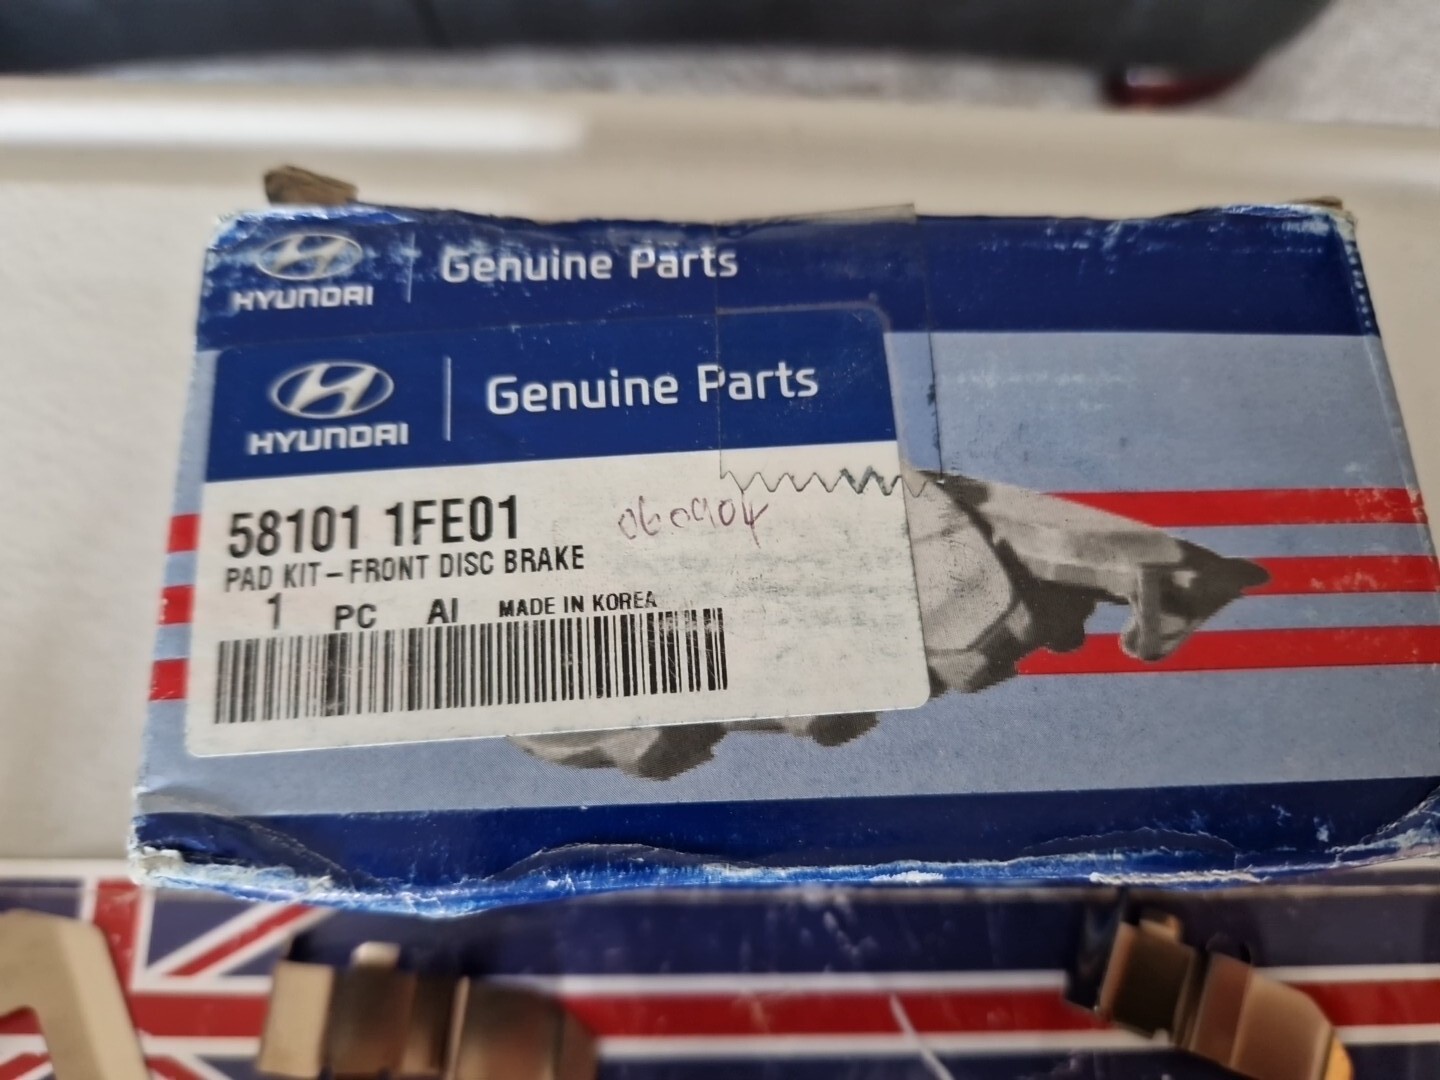 HYUNDAI Genuine Parts
HYUNDAI Genuine Parts
58101 1FE01 060904
PAD KIT-FRONT DISC BRAKE
1 PC AI MADE IN KOREA